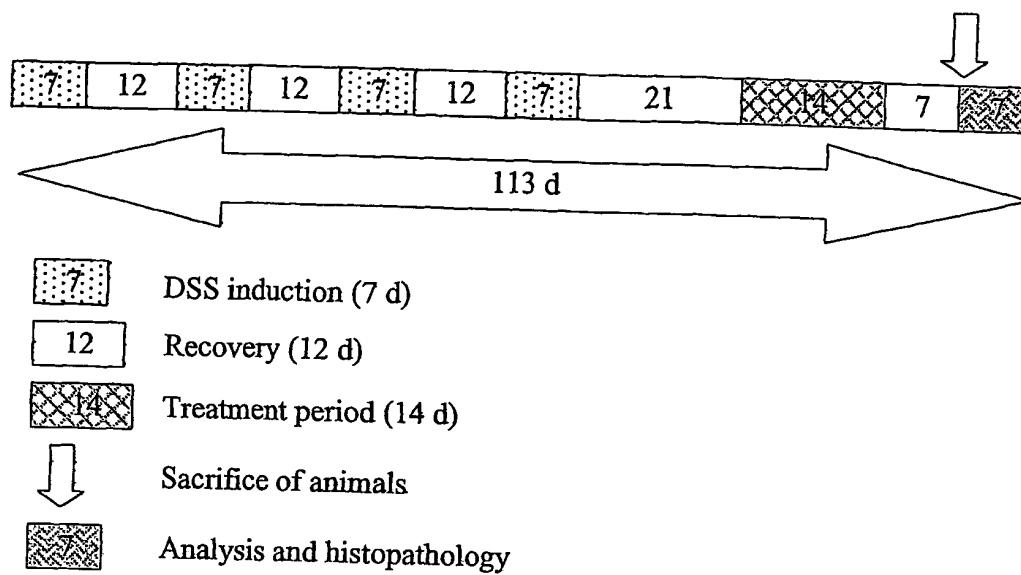 7 12 7 12 7 12 7 21 14 7 7
113 d
7 DSS induction (7 d)
12 Recovery (12 d)
14 Treatment period (14 d)
Sacrifice of animals
7 Analysis and histopathology